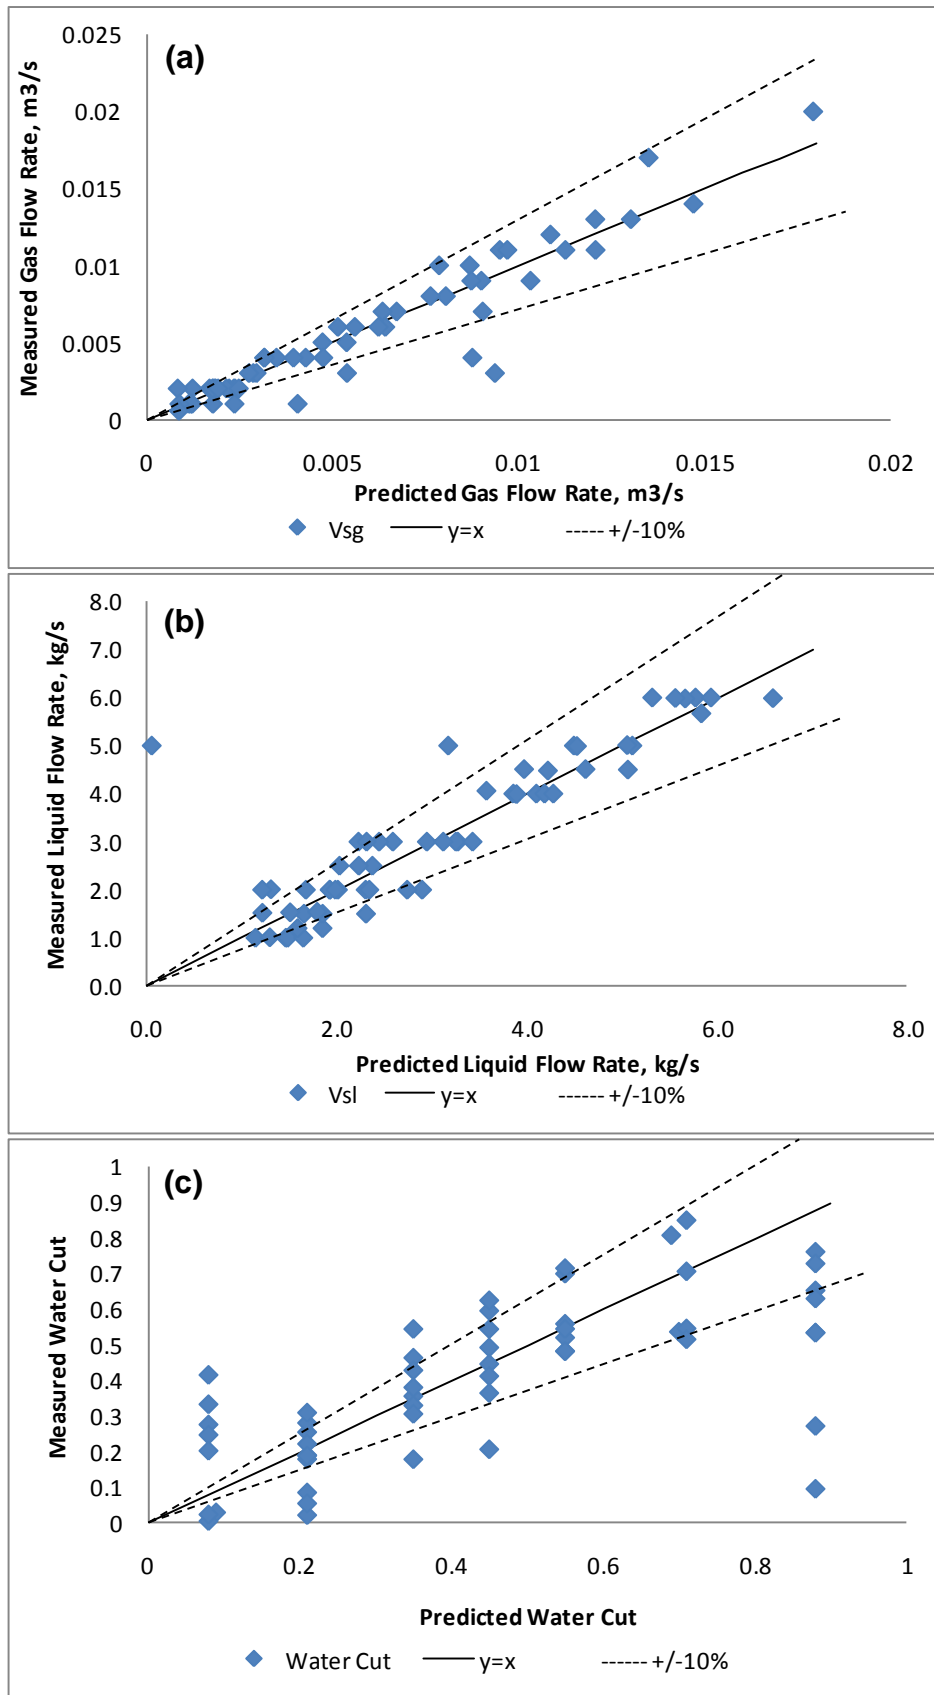 (a)
Measured Gas Flow Rate, m3/s
0.025
0.02
0.015
0.01
0.005
0
0 0.005 0.01 0.015 0.02
Predicted Gas Flow Rate, m3/s
Vsg y=x +/-10%
(b)
Measured Liquid Flow Rate, kg/s
8.0
7.0
6.0
5.0
4.0
3.0
2.0
1.0
0.0
0.0 2.0 4.0 6.0 8.0
Predicted Liquid Flow Rate, kg/s
Vsl y=x +/-10%
(c)
Measured Water Cut
1
0.9
0.8
0.7
0.6
0.5
0.4
0.3
0.2
0.1
0
0 0.2 0.4 0.6 0.8 1
Predicted Water Cut
Water Cut y=x +/-10%